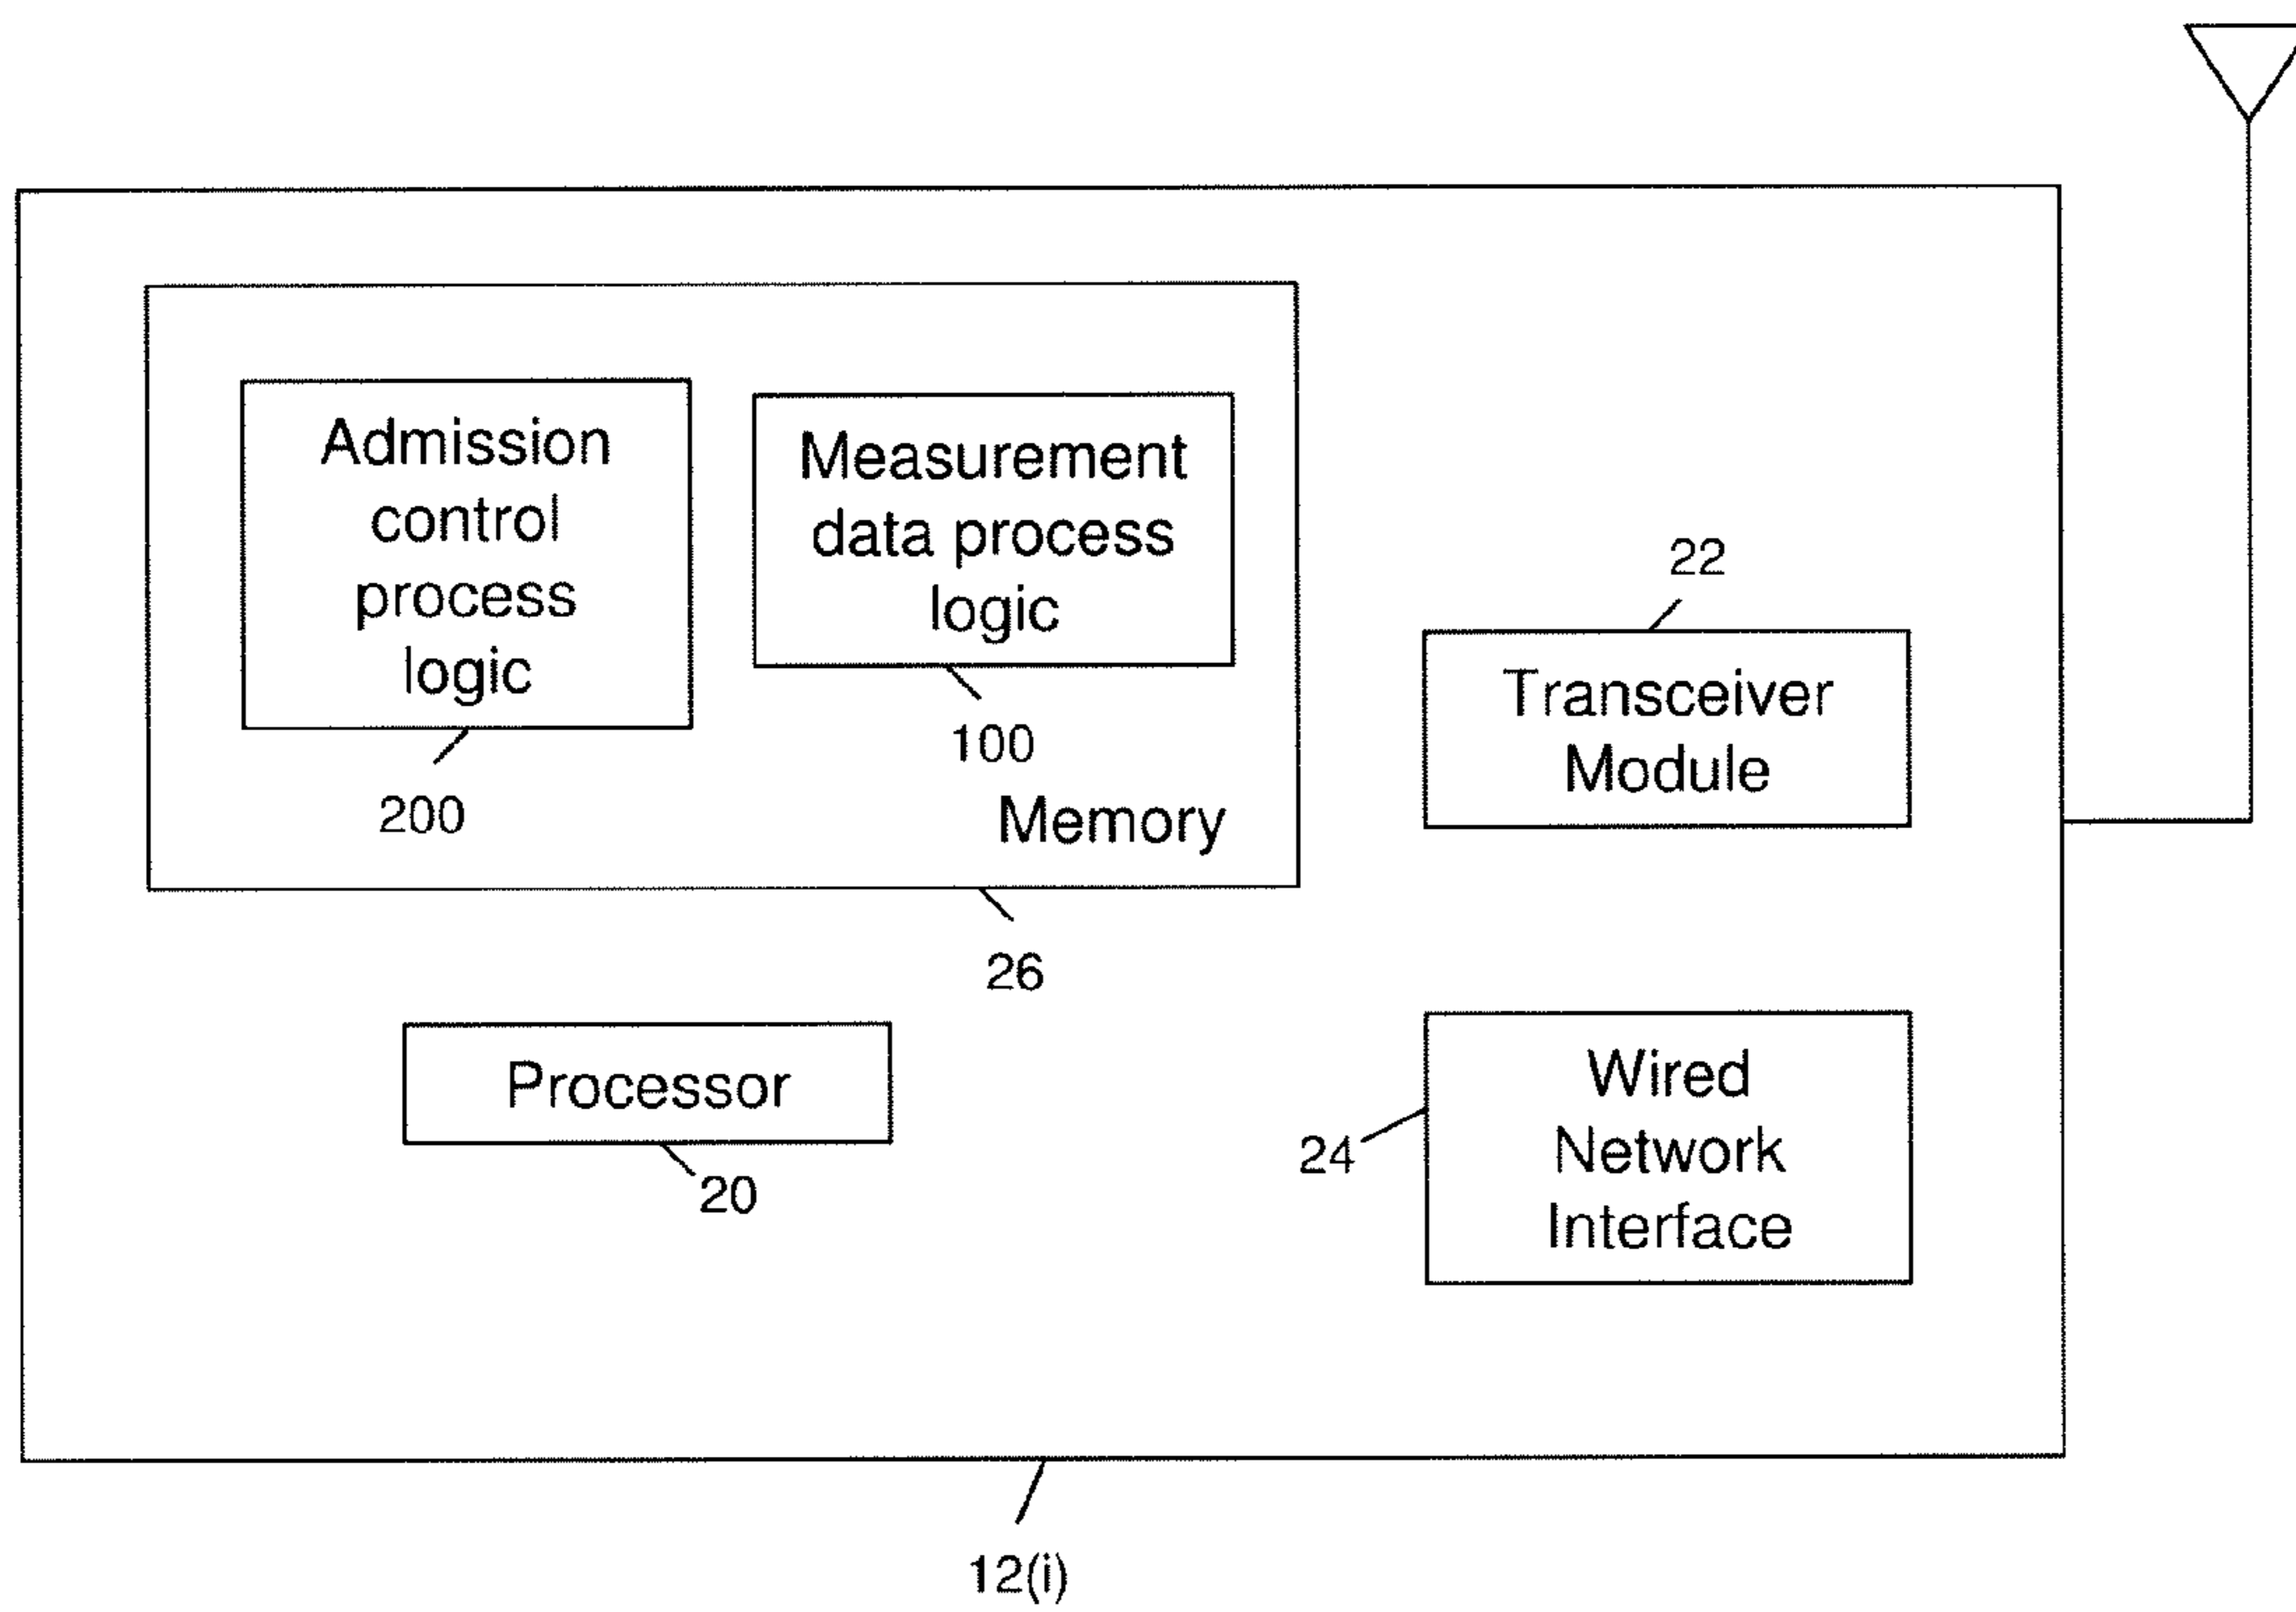 Admission
control
process
logic
200
Measurement
data process
logic
100
Memory
26
22
Transceiver
Module
Processor
20
24
Wired
Network
Interface
12(i)